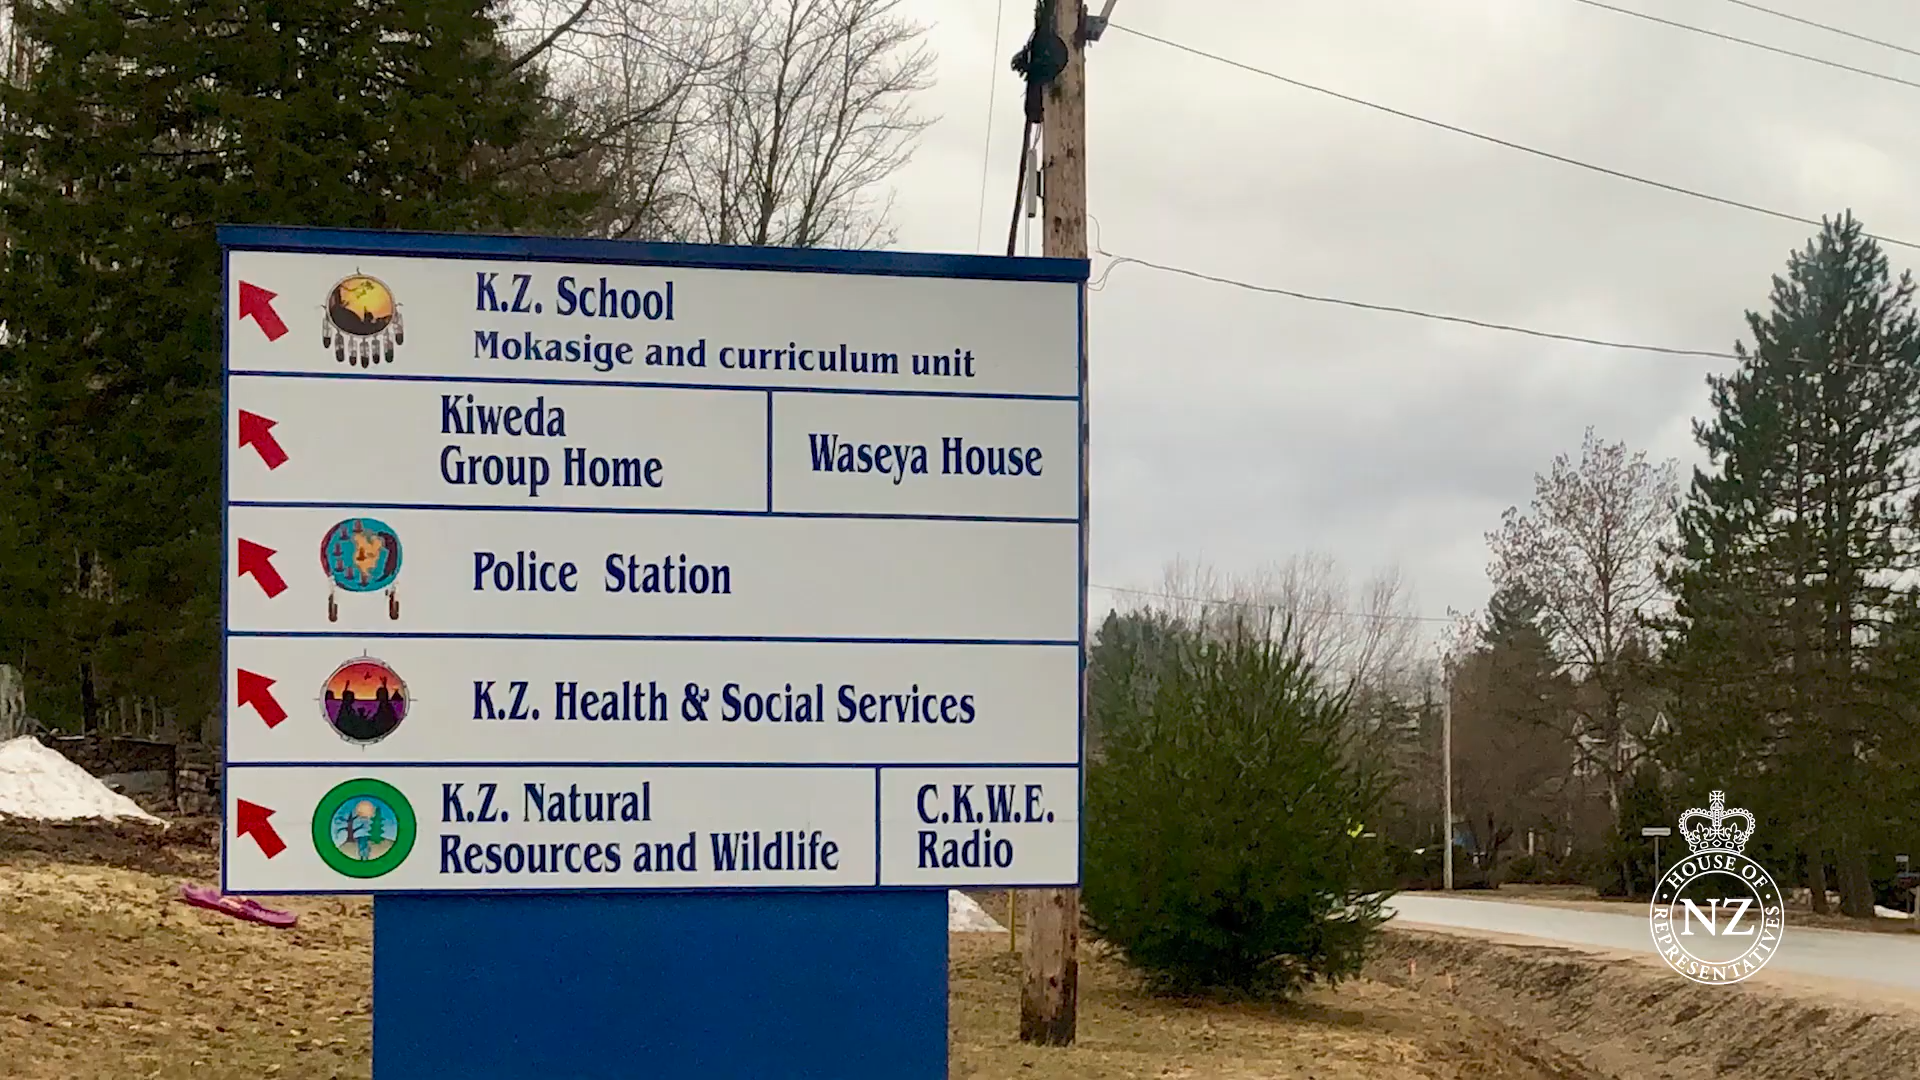 K.Z. School
Mokasige and curriculum unit
Kiweda
Group Home
Waseya House
Police Station
K.Z. Health & Social Services
K.Z. Natural
Resources and Wildlife
C.K.W.E.
Radio
HOUSE OF
NZ
REPRESENTATIVES